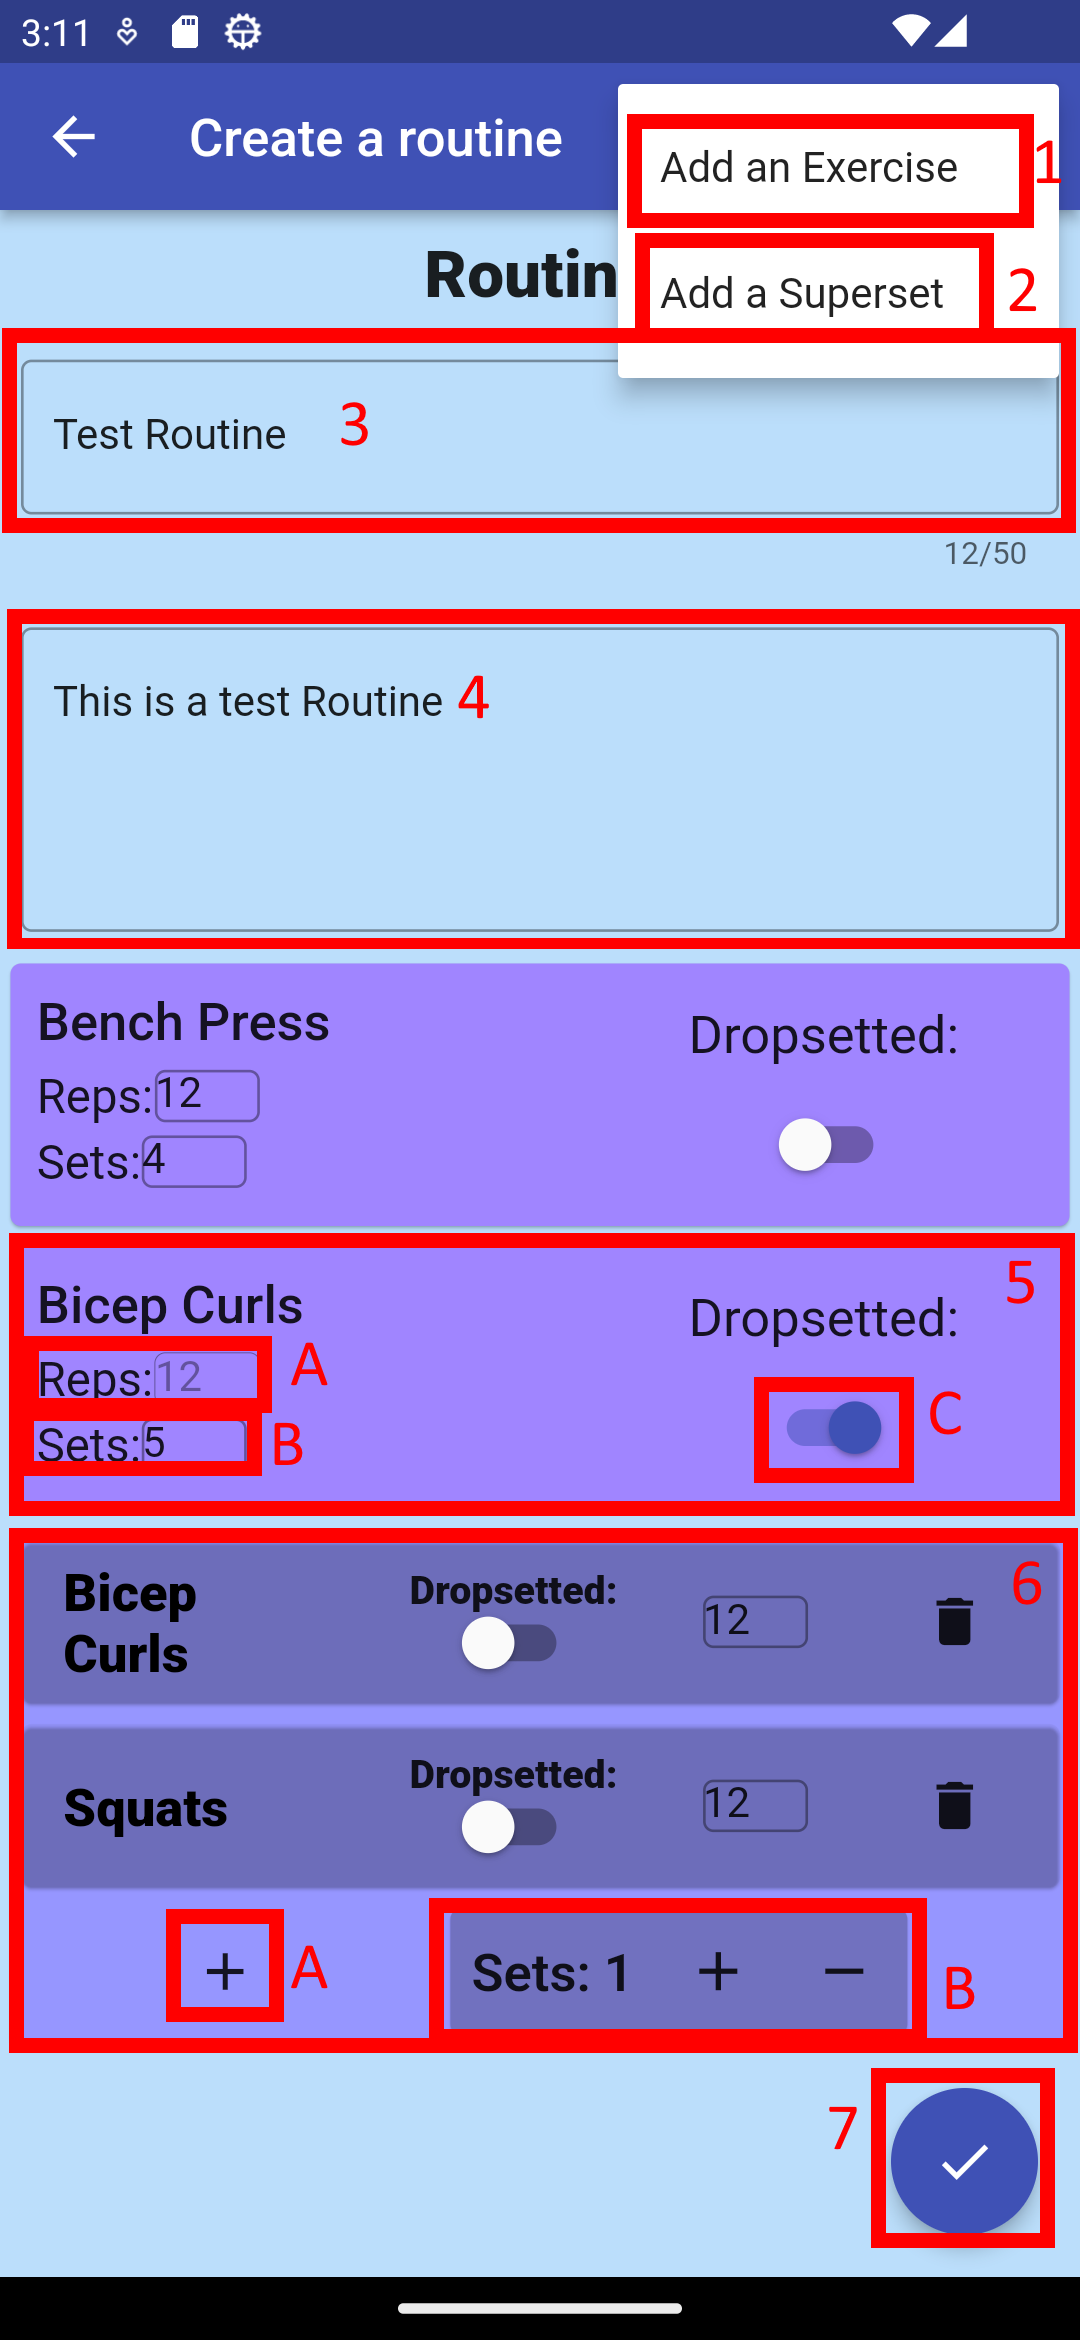 3:11
Create a routine
Add an Exercise 1
Routin
Add a Superset 2
Test Routine 3
12/50
This is a test Routine 4
Bench Press
Dropsetted:
Reps:12
Sets:4
5
Bicep Curls
Dropsetted:
Reps:12 A
C
Sets:5 B
6
Bicep
Curls
Dropsetted:
12
Squats
Dropsetted:
12
+ A
Sets: 1 + − B
7